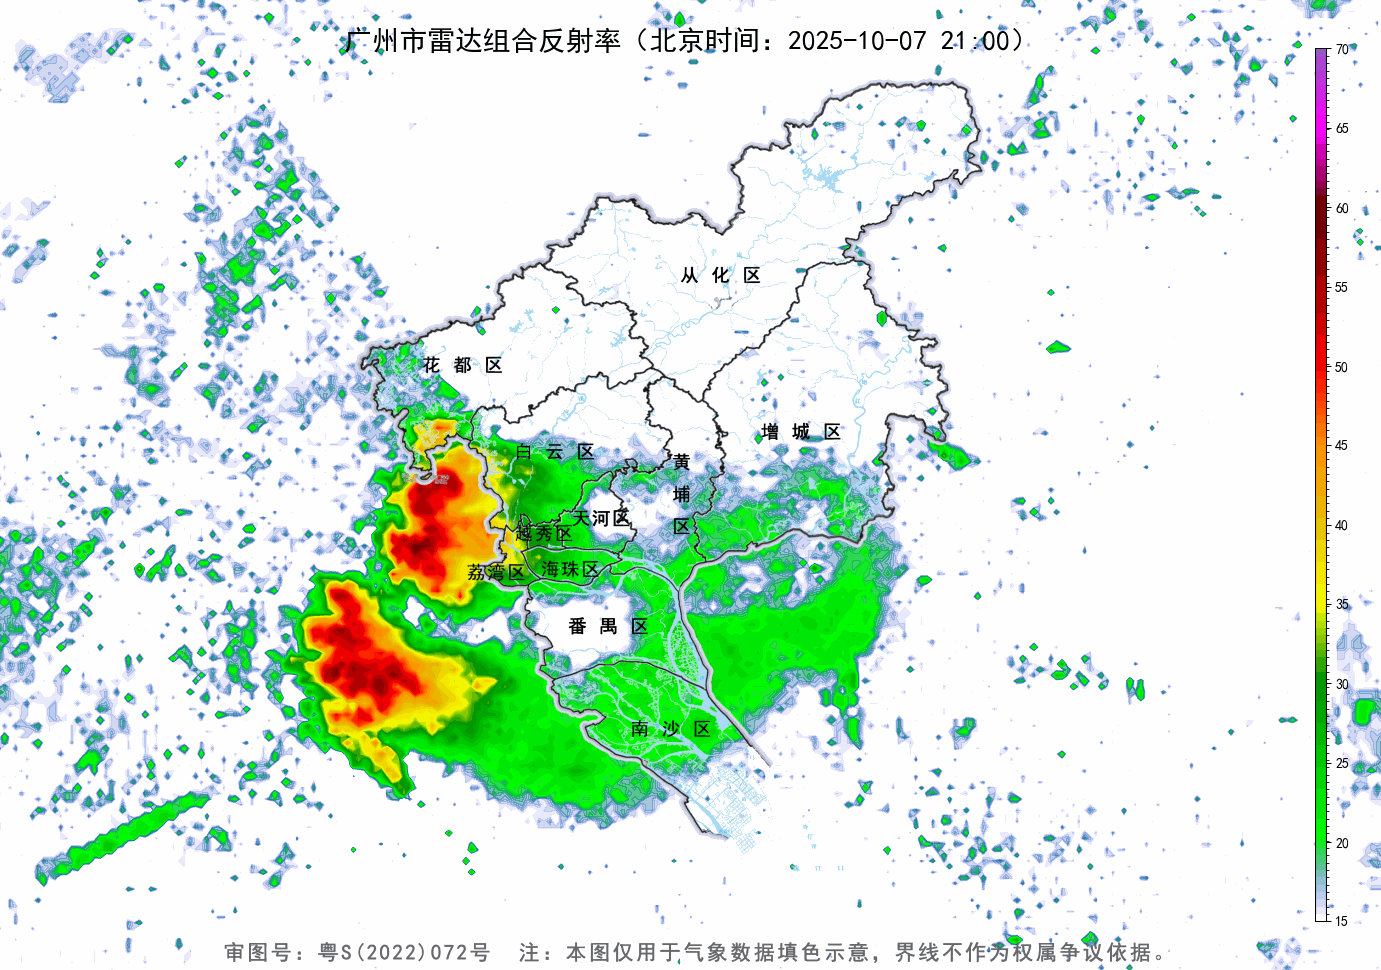 广州市雷达组合反射率（北京时间：2025-10-07 21:00）
70
65
60
55
50
45
40
35
30
25
20
15
从化区
花都区
增城区
白云区
黄埔区
天河区
越秀区
荔湾区
海珠区
番禺区
南沙区
审图号：粤S(2022)072号 注：本图仅用于气象数据填色示意，界线不作为权属争议依据。